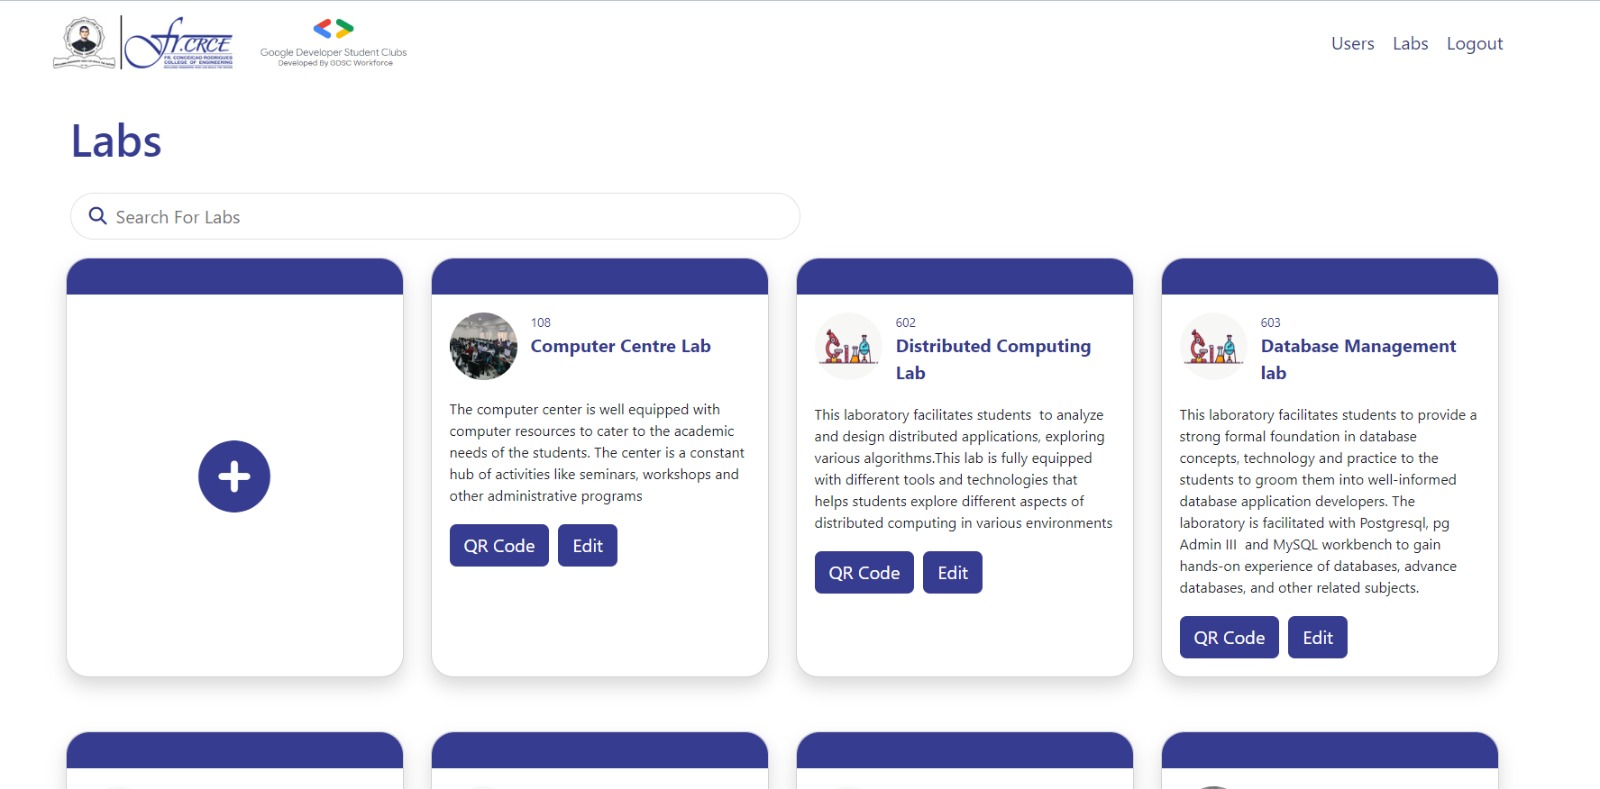 fr.CRCE
FR. CONCEICAO RODRIGUES
COLLEGE OF ENGINEERING
Google Developer Student Clubs
Developed By GDSC Workforce
Users Labs Logout
Labs
Search For Labs
108
Computer Centre Lab
The computer center is well equipped with
computer resources to cater to the academic
needs of the students. The center is a constant
hub of activities like seminars, workshops and
other administrative programs
QR Code Edit
602
Distributed Computing
Lab
This laboratory facilitates students  to analyze
and design distributed applications, exploring
various algorithms.This lab is fully equipped
with different tools and technologies that
helps students explore different aspects of
distributed computing in various environments
QR Code Edit
603
Database Management
lab
This laboratory facilitates students to provide a
strong formal foundation in database
concepts, technology and practice to the
students to groom them into well-informed
database application developers. The
laboratory is facilitated with Postgresql, pg
Admin III  and MySQL workbench to gain
hands-on experience of databases, advance
databases, and other related subjects.
QR Code Edit